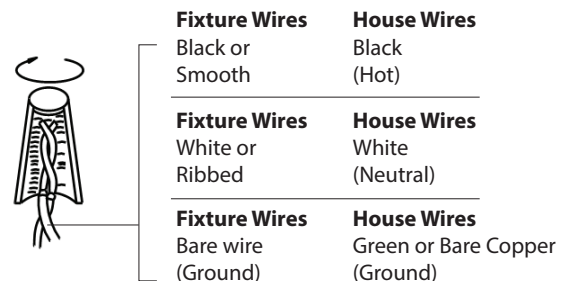 Fixture Wires House Wires
Black or Black
Smooth (Hot)
Fixture Wires House Wires
White or White
Ribbed (Neutral)
Fixture Wires House Wires
Bare wire Green or Bare Copper
(Ground) (Ground)